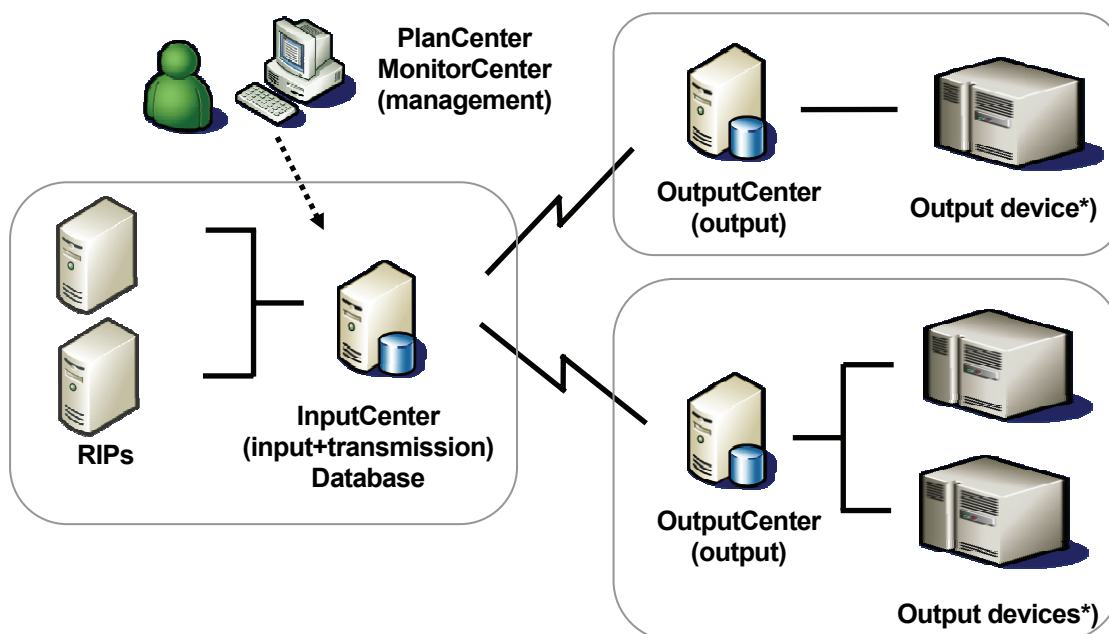 PlanCenter
MonitorCenter
(management)
RIPs
InputCenter
(input+transmission)
Database
OutputCenter
(output)
Output device*)
OutputCenter
(output)
Output devices*)